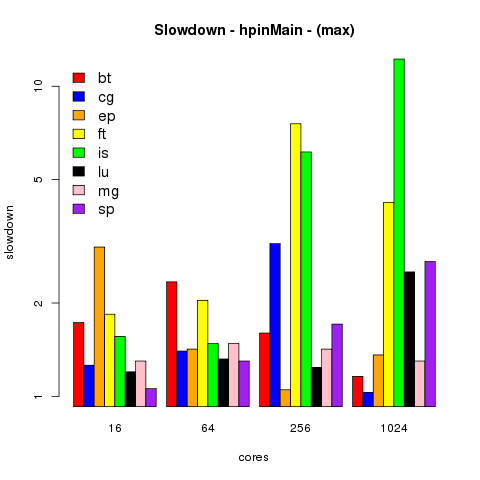 Slowdown - hpinMain - (max)
10
5
2
1
slowdown
bt
cg
ep
ft
is
lu
mg
sp
16 64 256 1024
cores